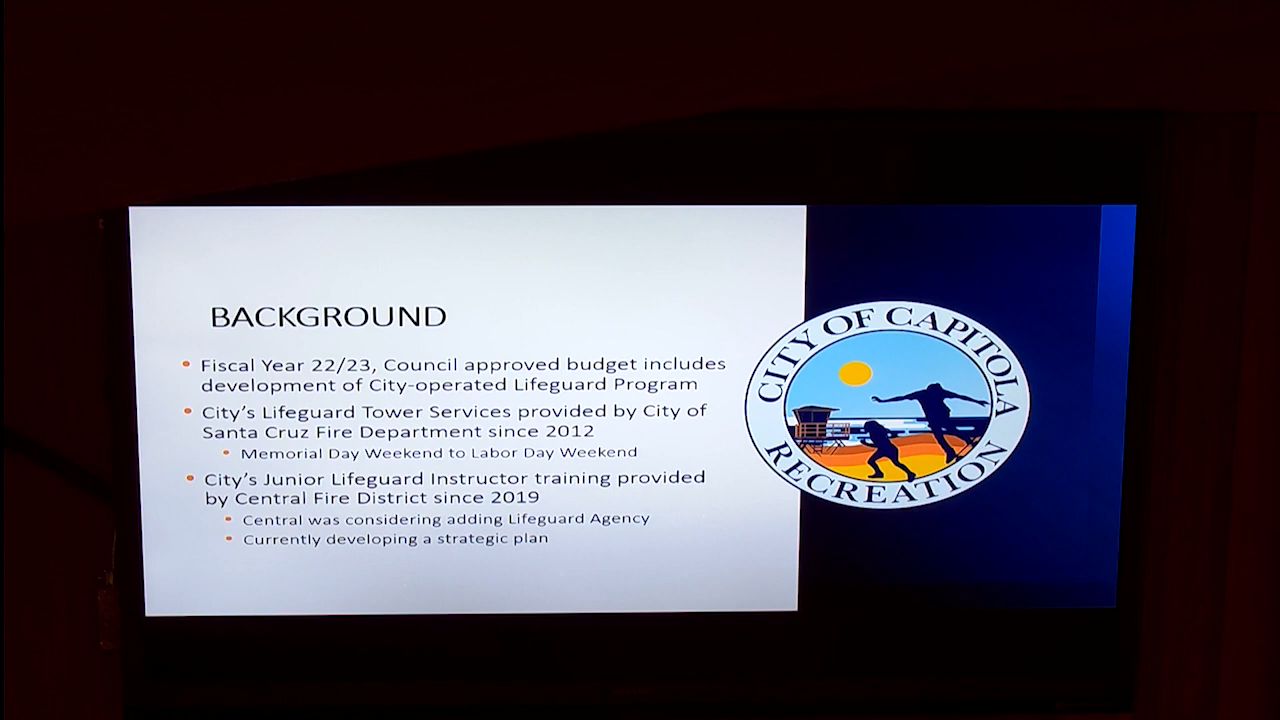 BACKGROUND
• Fiscal Year 22/23, Council approved budget includes
development of City-operated Lifeguard Program
• City’s Lifeguard Tower Services provided by City of
Santa Cruz Fire Department since 2012
• Memorial Day Weekend to Labor Day Weekend
• City’s Junior Lifeguard Instructor training provided
by Central Fire District since 2019
• Central was considering adding Lifeguard Agency
• Currently developing a strategic plan
CITY OF CAPITOLA
RECREATION